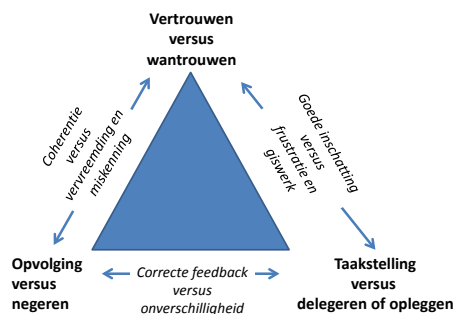 Vertrouwen
versus
wantrouwen
Coherentie
versus
vervreemding en
miskenning
Goede inschatting
versus
frustratie en
giswerk
Opvolging
versus
negeren
Correcte feedback
versus
onverschilligheid
Taakstelling
versus
delegeren of opleggen